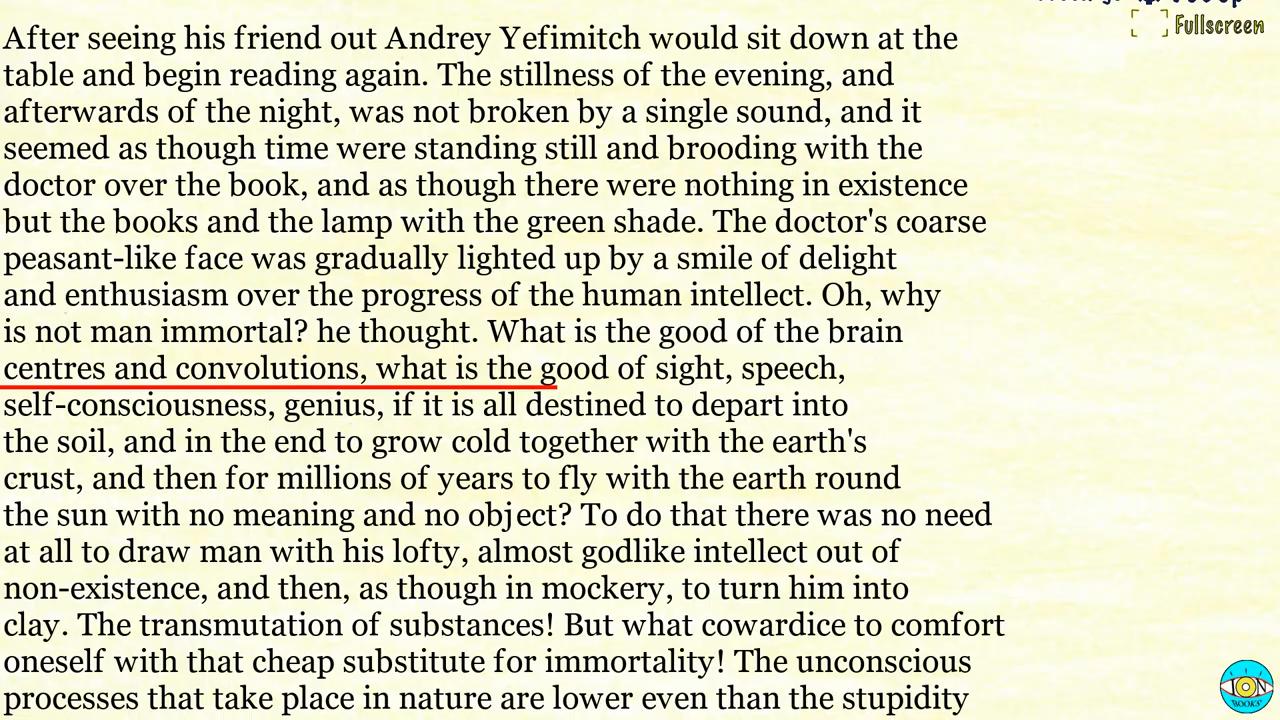 Fullscreen
After seeing his friend out Andrey Yefimitch would sit down at the
table and begin reading again. The stillness of the evening, and
afterwards of the night, was not broken by a single sound, and it
seemed as though time were standing still and brooding with the
doctor over the book, and as though there were nothing in existence
but the books and the lamp with the green shade. The doctor's coarse
peasant-like face was gradually lighted up by a smile of delight
and enthusiasm over the progress of the human intellect. Oh, why
is not man immortal? he thought. What is the good of the brain
centres and convolutions, what is the good of sight, speech,
self-consciousness, genius, if it is all destined to depart into
the soil, and in the end to grow cold together with the earth's
crust, and then for millions of years to fly with the earth round
the sun with no meaning and no object? To do that there was no need
at all to draw man with his lofty, almost godlike intellect out of
non-existence, and then, as though in mockery, to turn him into
clay. The transmutation of substances! But what cowardice to comfort
oneself with that cheap substitute for immortality! The unconscious
processes that take place in nature are lower even than the stupidity
ION
BOOKS